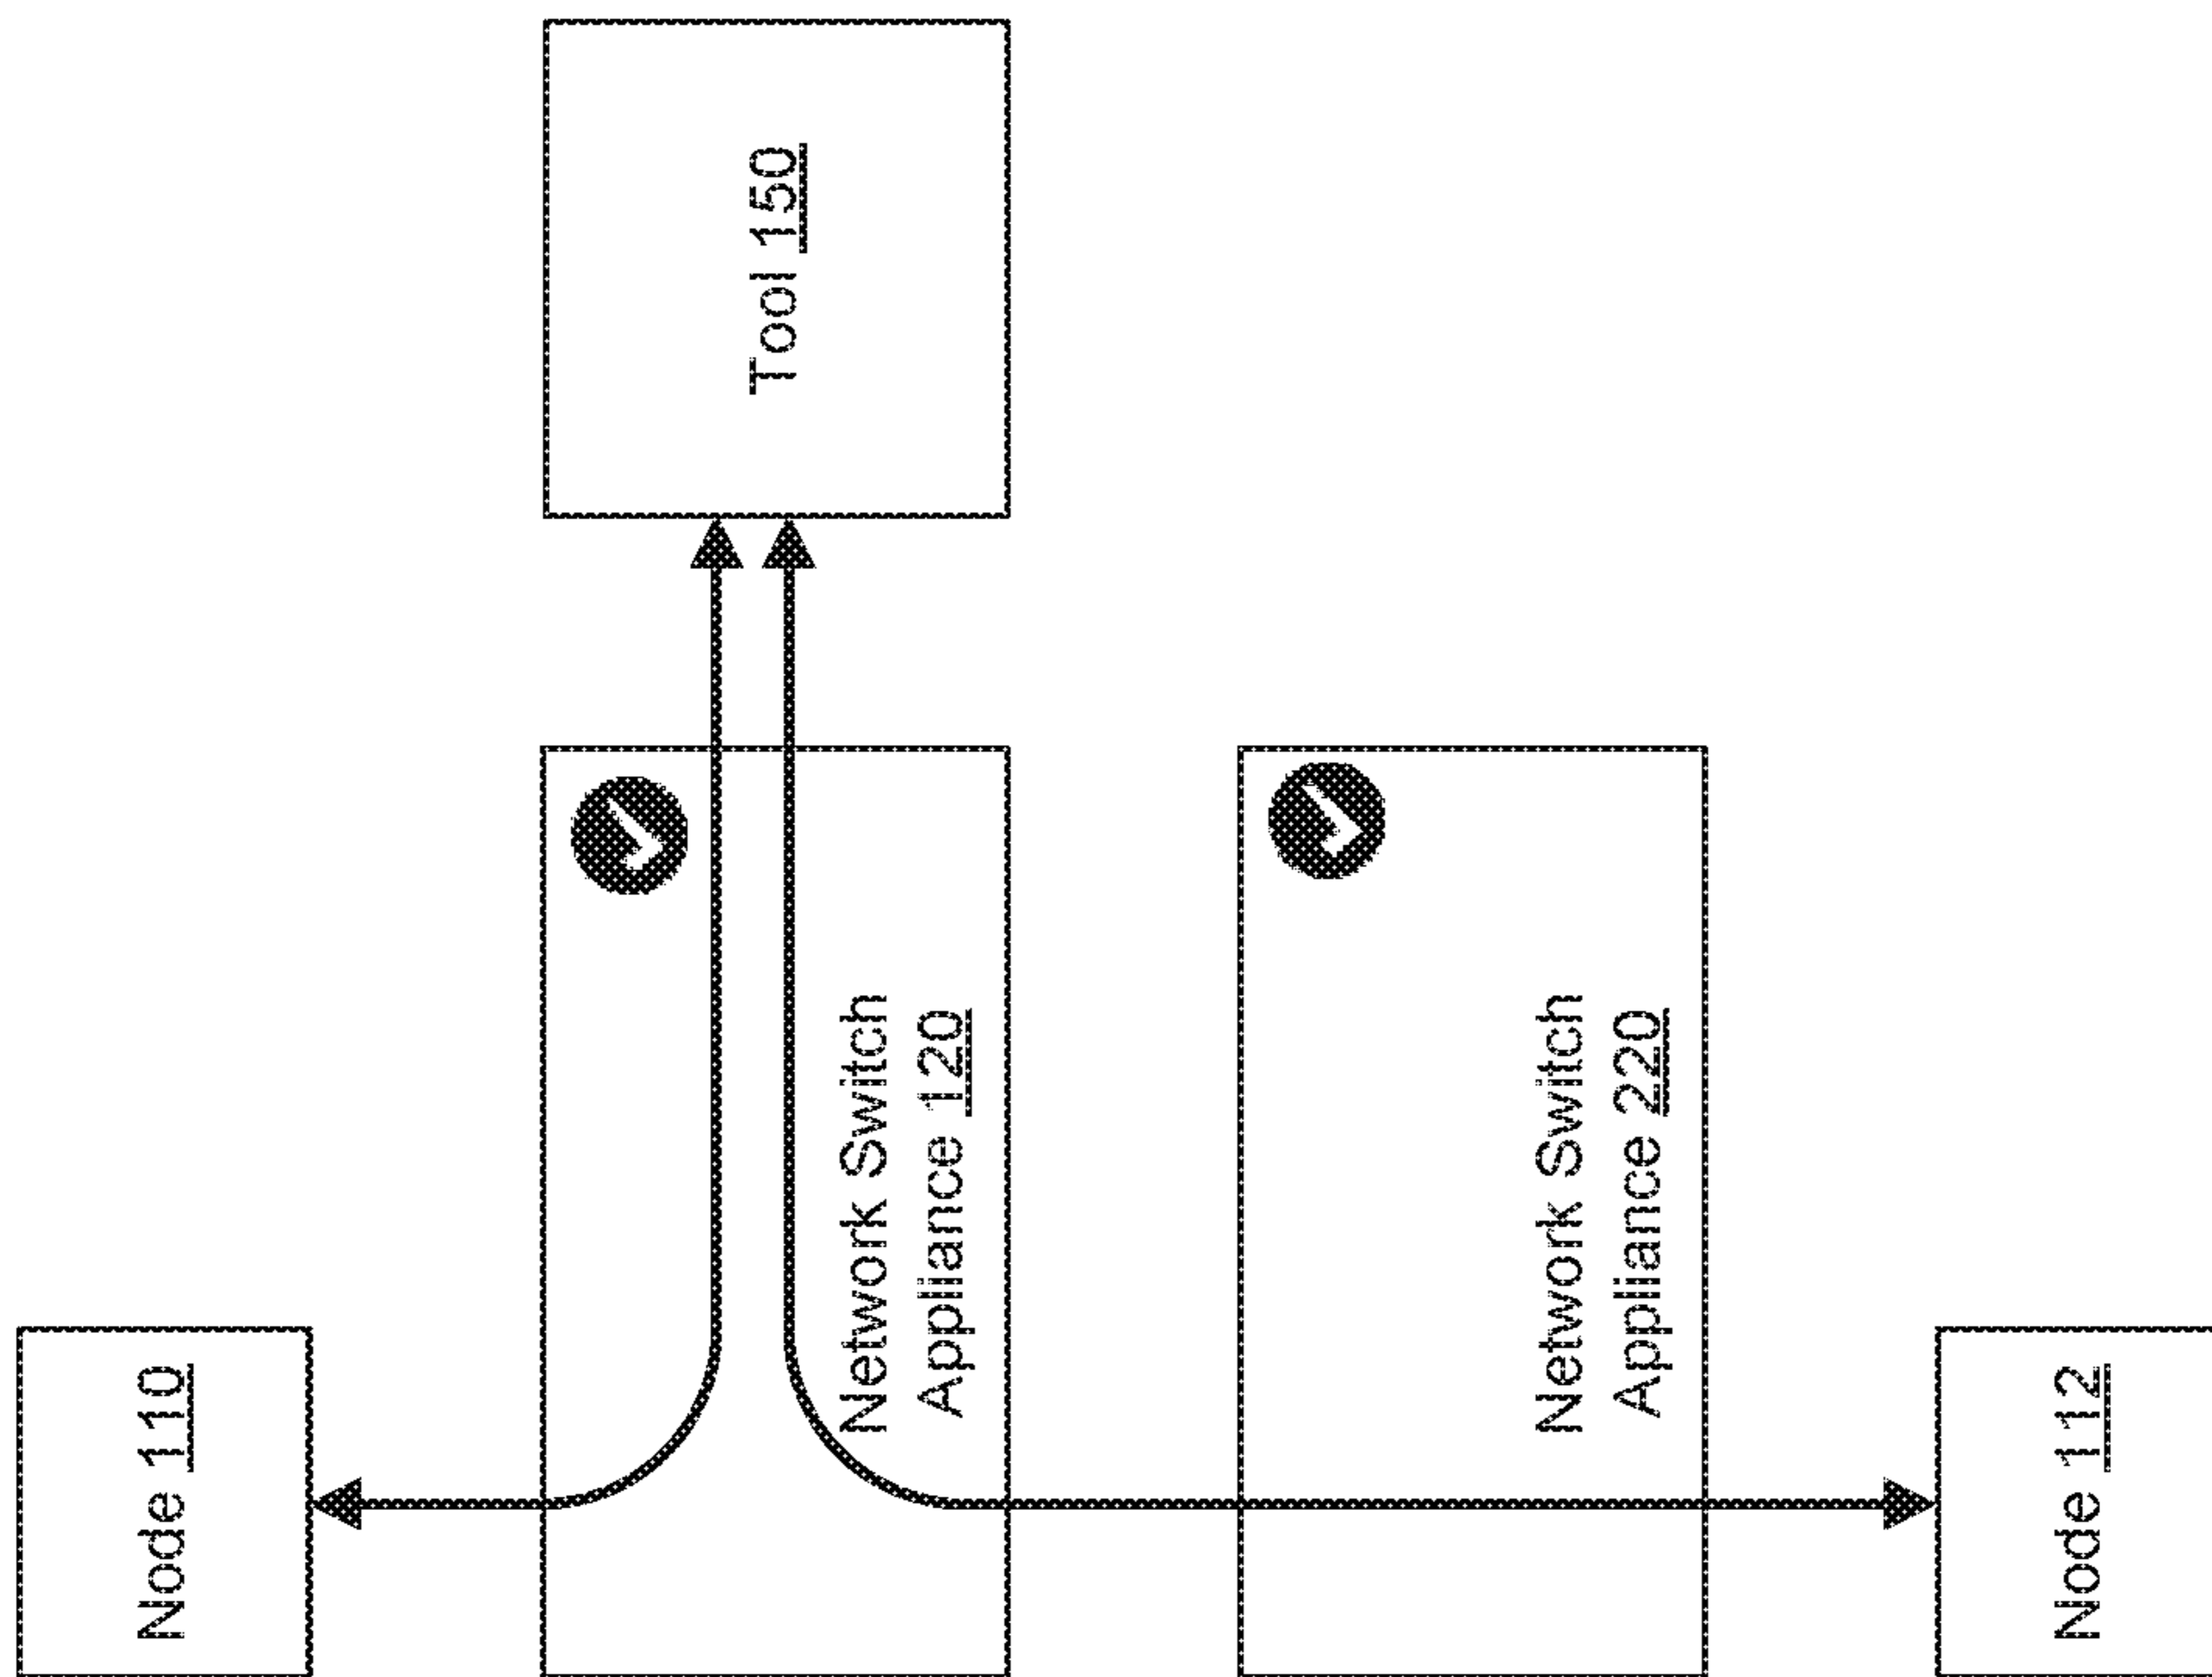 Node 110
Network Switch
Appliance 120
Tool 150
Network Switch
Appliance 220
Node 112